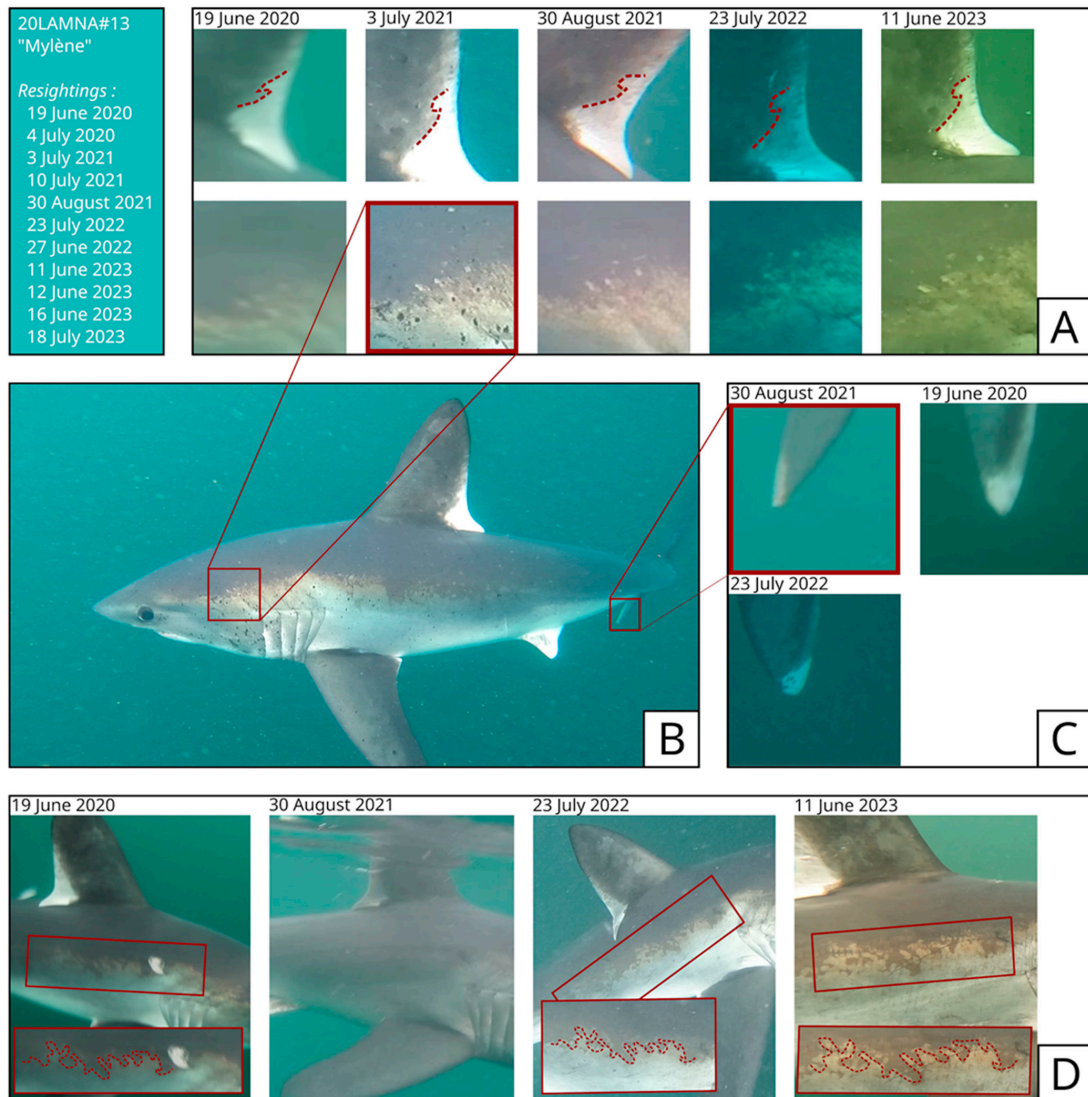 20LAMNA#13
"Mylène"
Resightings :
19 June 2020
4 July 2020
3 July 2021
10 July 2021
30 August 2021
23 July 2022
27 June 2022
11 June 2023
12 June 2023
16 June 2023
18 July 2023
19 June 2020
3 July 2021
30 August 2021
23 July 2022
11 June 2023
A
B
30 August 2021
19 June 2020
23 July 2022
C
19 June 2020
30 August 2021
23 July 2022
11 June 2023
D